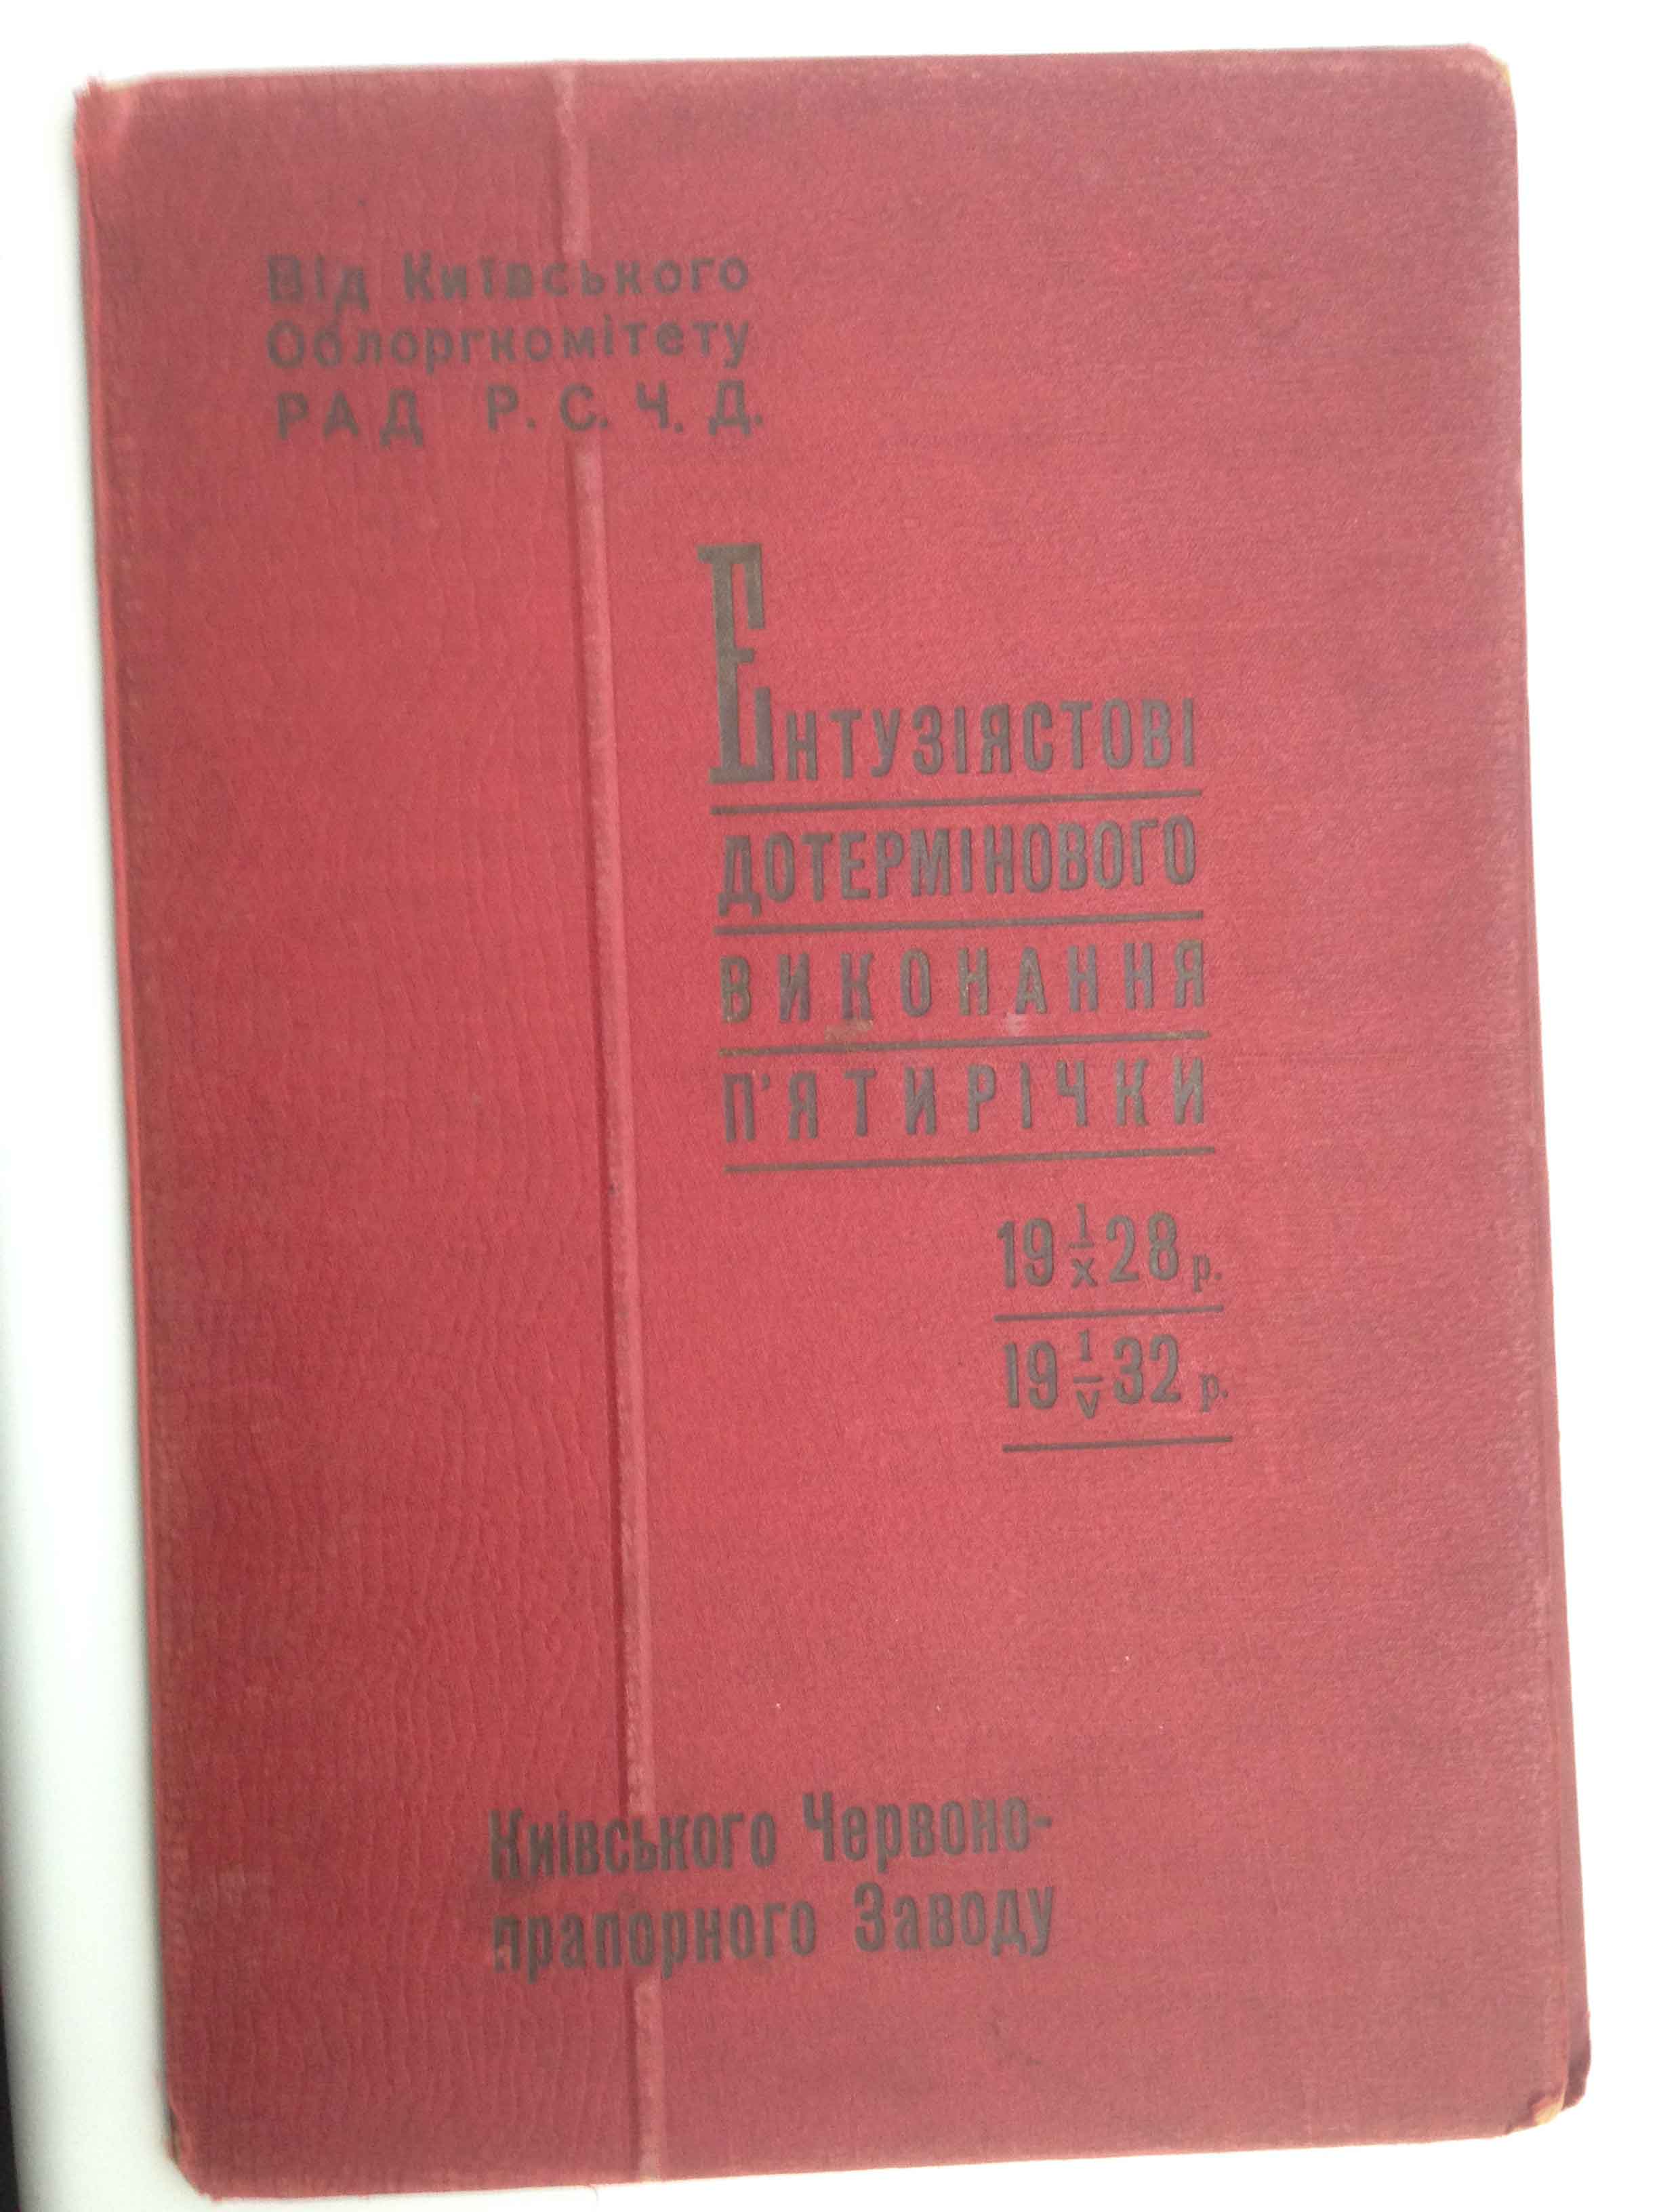 Від Київського
Облоргкомітету
РАД Р. С. Ч. Д.
Ентузіястові
дотермінового
виконання
п'ятирічки
19 1/X 28 р.
19 1/V 32 р.
Київського Червоно-
прапорного Заводу